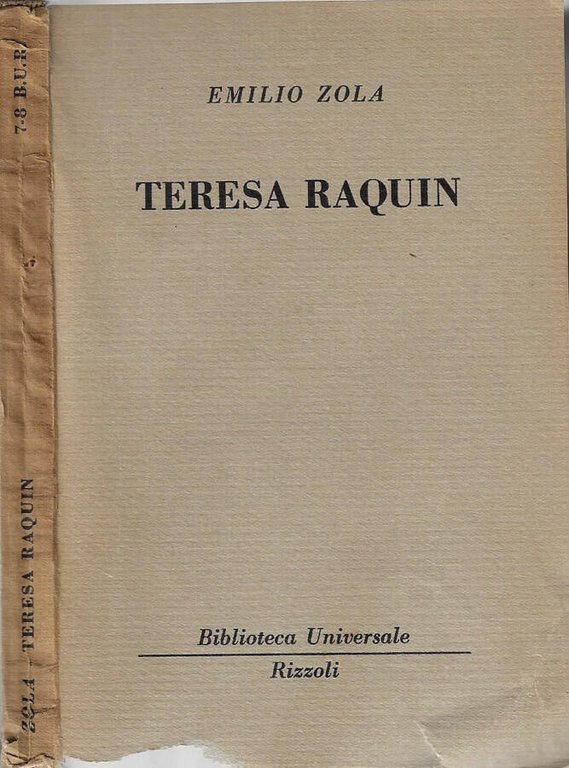 EMILIO ZOLA
TERESA RAQUIN
Biblioteca Universale
Rizzoli
ZOLA - TERESA RAQUIN
7-8 B.U.R.